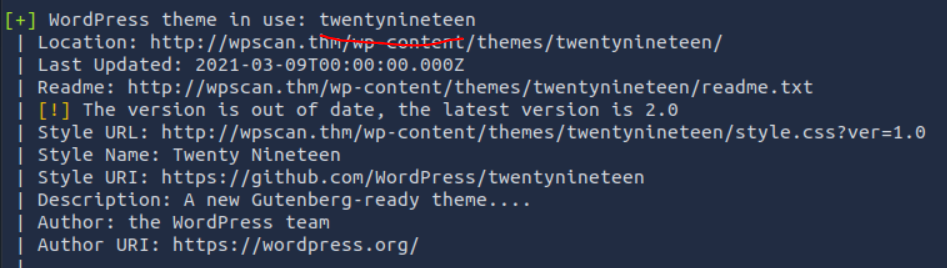 [+] WordPress theme in use: twentynineteen
| Location: http://wpscan.thm/wp-content/themes/twentynineteen/
| Last Updated: 2021-03-09T00:00:00.000Z
| Readme: http://wpscan.thm/wp-content/themes/twentynineteen/readme.txt
| [!] The version is out of date, the latest version is 2.0
| Style URL: http://wpscan.thm/wp-content/themes/twentynineteen/style.css?ver=1.0
| Style Name: Twenty Nineteen
| Style URI: https://github.com/WordPress/twentynineteen
| Description: A new Gutenberg-ready theme....
| Author: the WordPress team
| Author URI: https://wordpress.org/
|